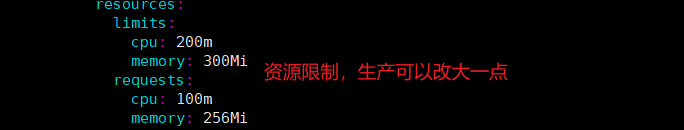 resources:
limits:
cpu: 200m
memory: 300Mi
资源限制，生产可以改大一点
requests:
cpu: 100m
memory: 256Mi